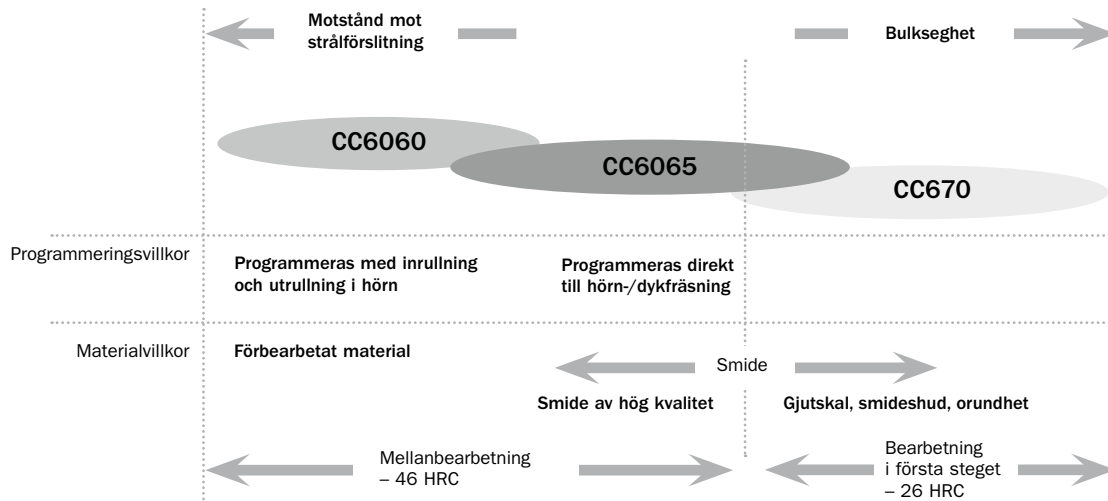 Motstånd mot
strålförslitning
Bulkseghet
CC6060
CC6065
CC670
Programmeringsvillkor
Programmeras med inrullning
och utrullning i hörn
Programmeras direkt
till hörn-/dykfräsning
Materialvillkor
Förbearbetat material
Smide
Smide av hög kvalitet
Gjutskal, smideshud, orundhet
Mellanbearbetning
– 46 HRC
Bearbetning
i första steget
– 26 HRC